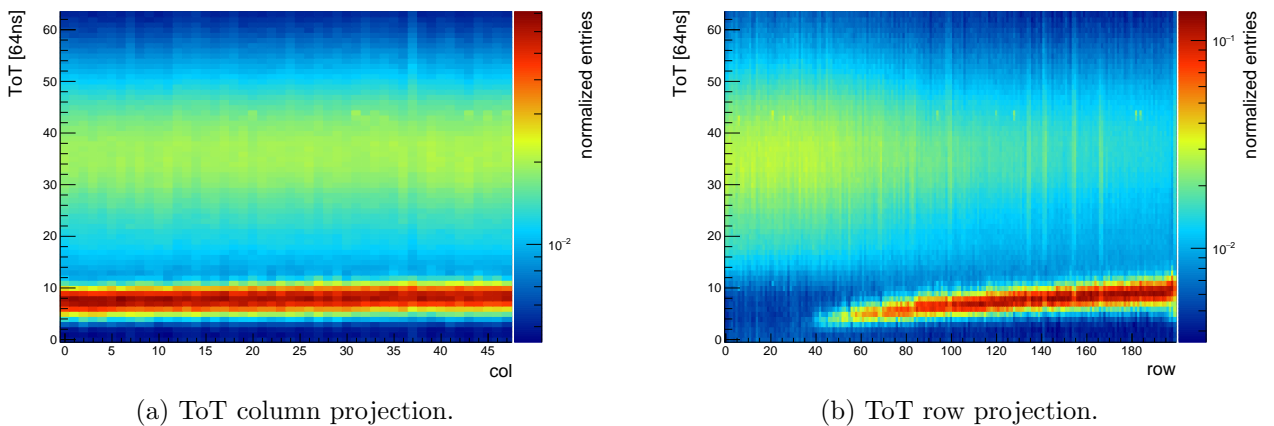 ToT [64ns]
60
50
40
30
20
10
0
0 5 10 15 20 25 30 35 40 45
col
10⁻²
normalized entries
(a) ToT column projection.
ToT [64ns]
60
50
40
30
20
10
0
0 20 40 60 80 100 120 140 160 180
row
10⁻¹
10⁻²
normalized entries
(b) ToT row projection.